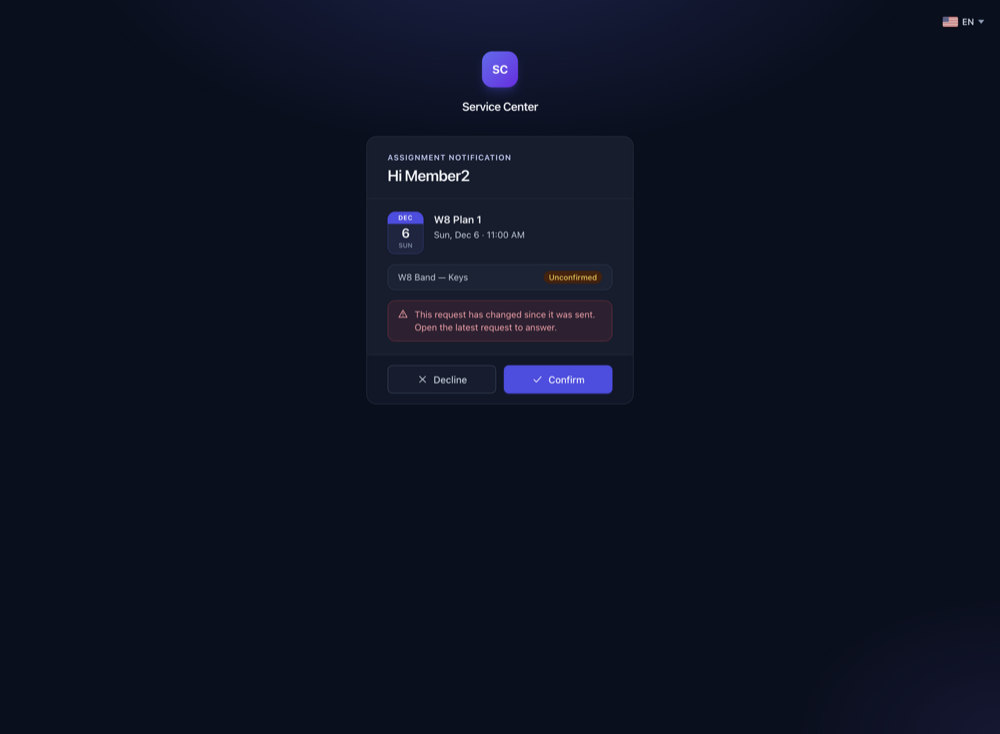 EN
SC
Service Center
ASSIGNMENT NOTIFICATION
Hi Member2
DEC
6
SUN
W8 Plan 1
Sun, Dec 6 · 11:00 AM
W8 Band — Keys
Unconfirmed
This request has changed since it was sent.
Open the latest request to answer.
Decline
Confirm